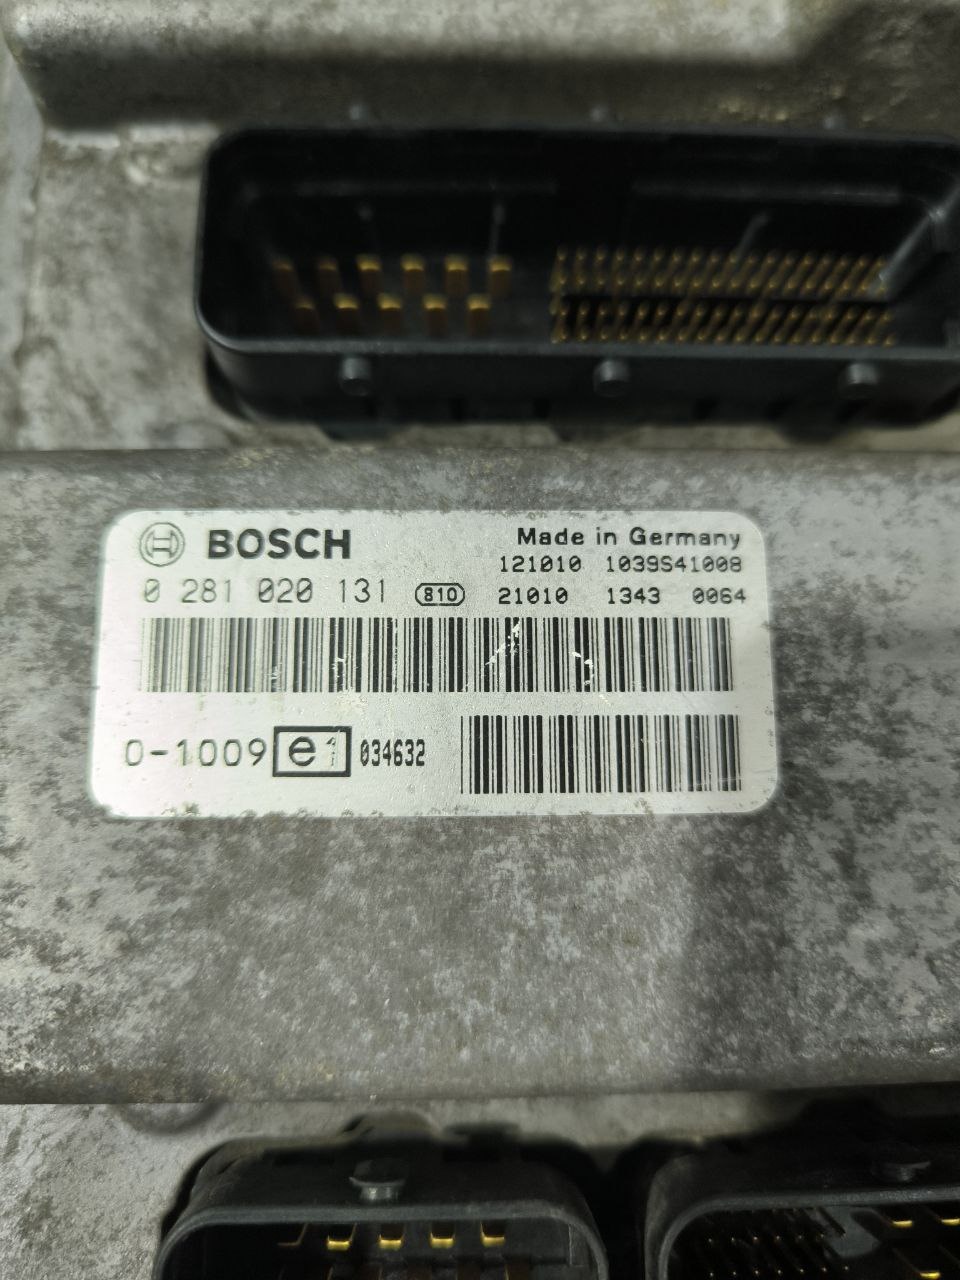 BOSCH
Made in Germany
121010 1039S41008
0 281 020 131 810 21010 1343 0064
0-1009 e1 034632